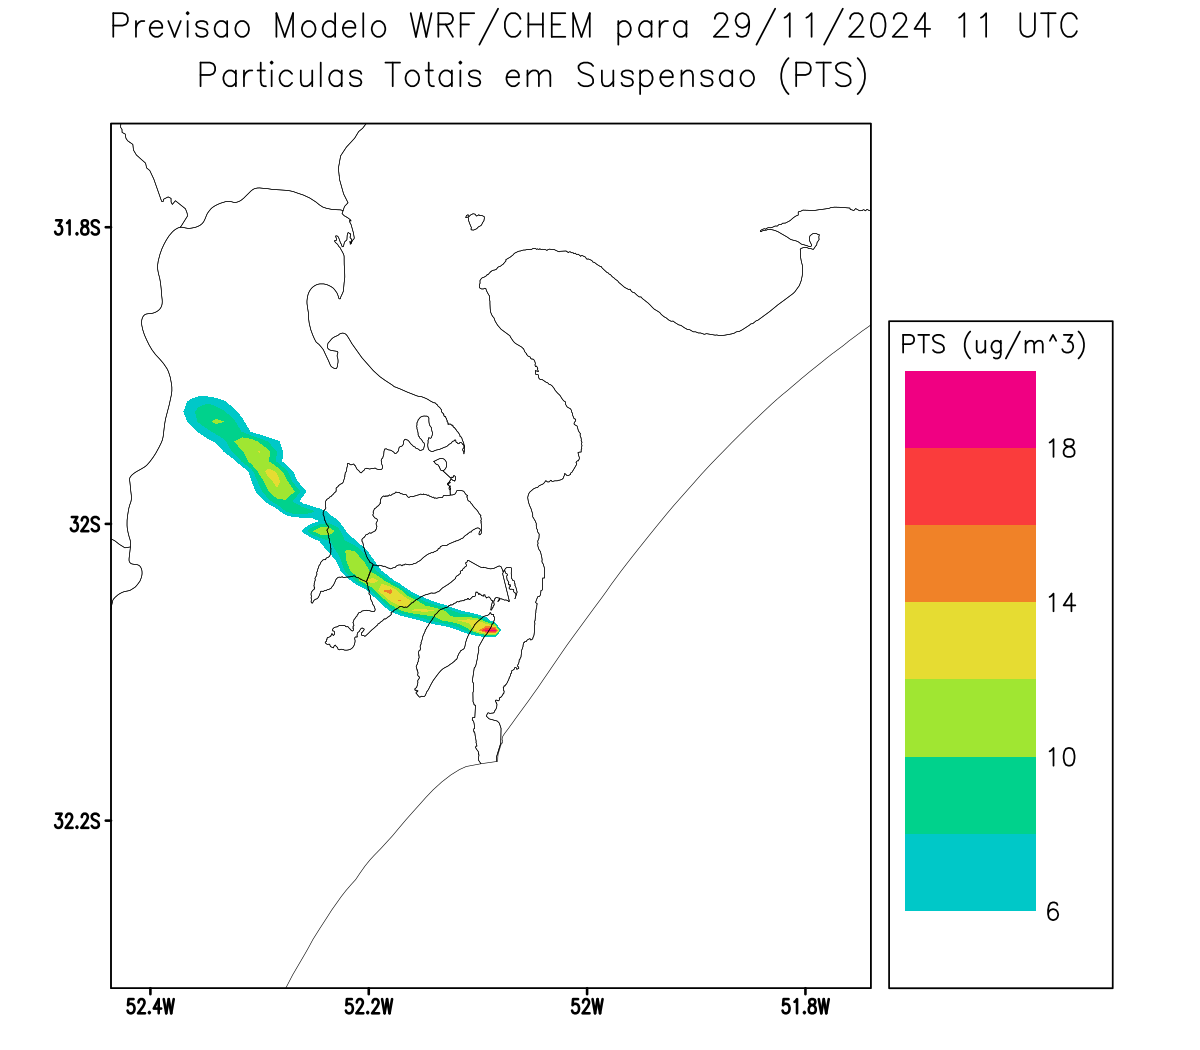 Previsao Modelo WRF/CHEM para 29/11/2024 11 UTC
Particulas Totais em Suspensao (PTS)
31.8S
32S
32.2S
52.4W
52.2W
52W
51.8W
PTS (ug/m^3)
18
14
10
6